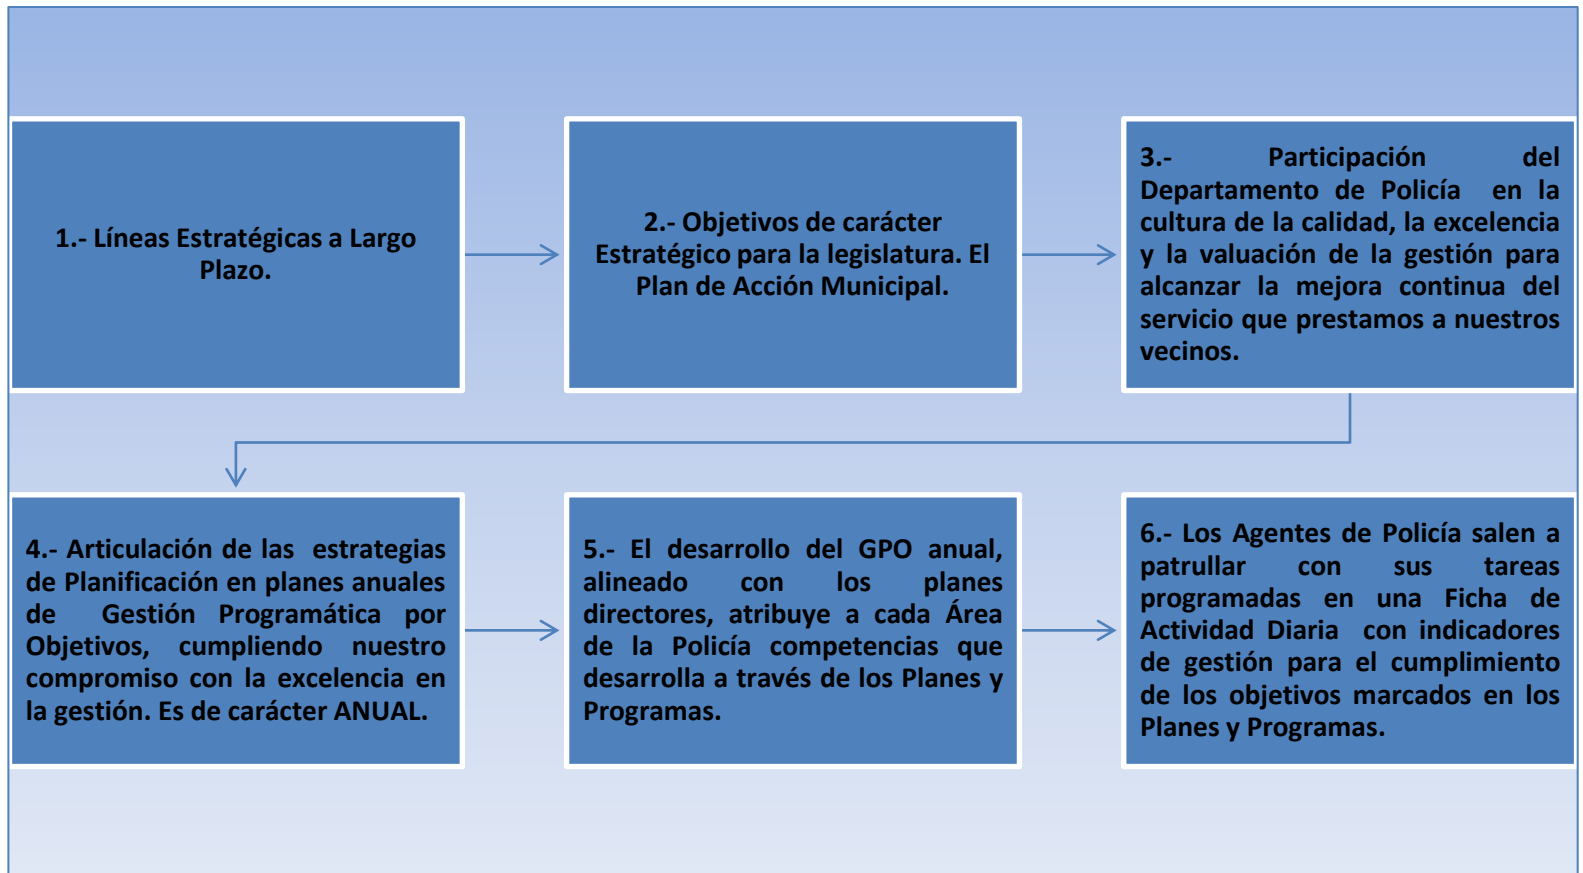 1.- Líneas Estratégicas a Largo
Plazo.
2.- Objetivos de carácter
Estratégico para la legislatura. El
Plan de Acción Municipal.
3.- Participación del
Departamento de Policía en la
cultura de la calidad, la excelencia
y la valuación de la gestión para
alcanzar la mejora continua del
servicio que prestamos a nuestros
vecinos.
4.- Articulación de las estrategias
de Planificación en planes anuales
de Gestión Programática por
Objetivos, cumpliendo nuestro
compromiso con la excelencia en
la gestión. Es de carácter ANUAL.
5.- El desarrollo del GPO anual,
alineado con los planes
directores, atribuye a cada Área
de la Policía competencias que
desarrolla a través de los Planes y
Programas.
6.- Los Agentes de Policía salen a
patrullar con sus tareas
programadas en una Ficha de
Actividad Diaria con indicadores
de gestión para el cumplimiento
de los objetivos marcados en los
Planes y Programas.